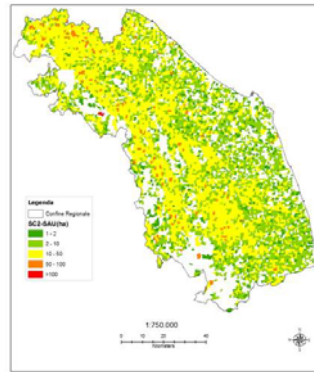 Legenda
Confine Regionale
SC2-SAU(ha)
1 - 2
2 - 10
10 - 50
50 - 100
>100
1:750.000
0
10
20
40
Kilometers